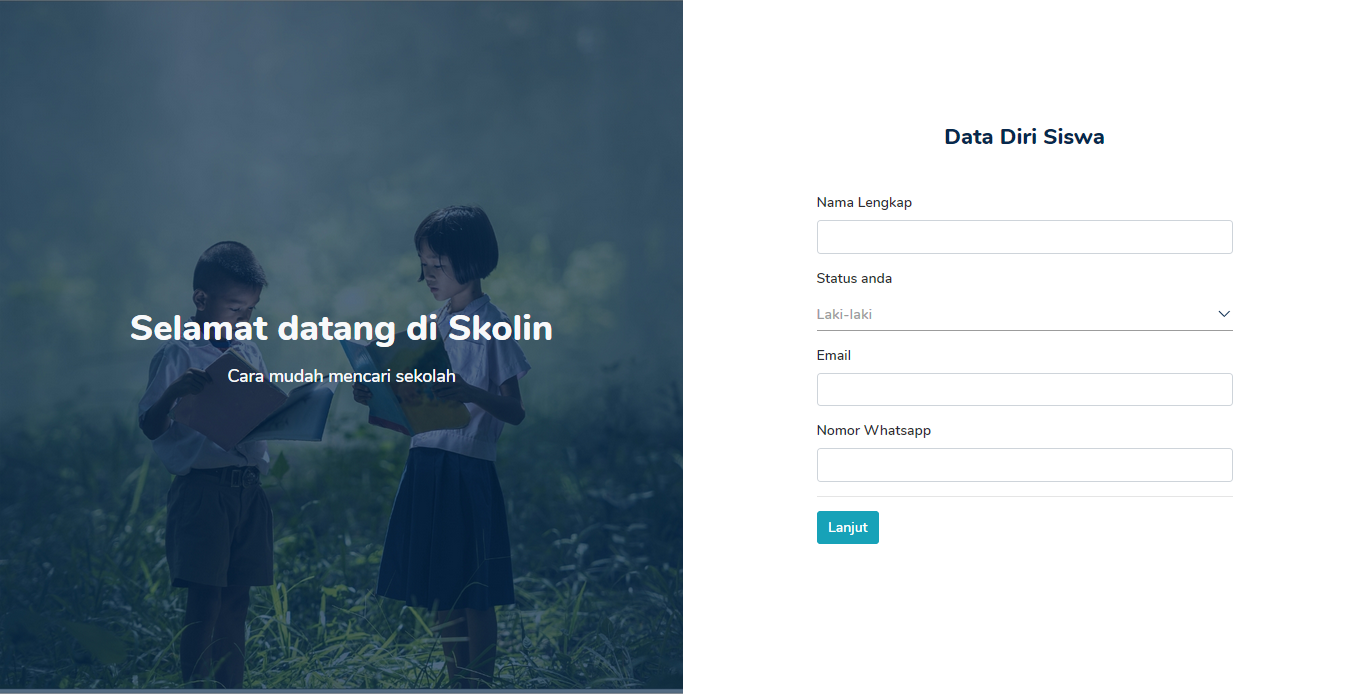 Selamat datang di Skolin
Cara mudah mencari sekolah
Data Diri Siswa
Nama Lengkap
Status anda
Laki-laki
Email
Nomor Whatsapp
Lanjut